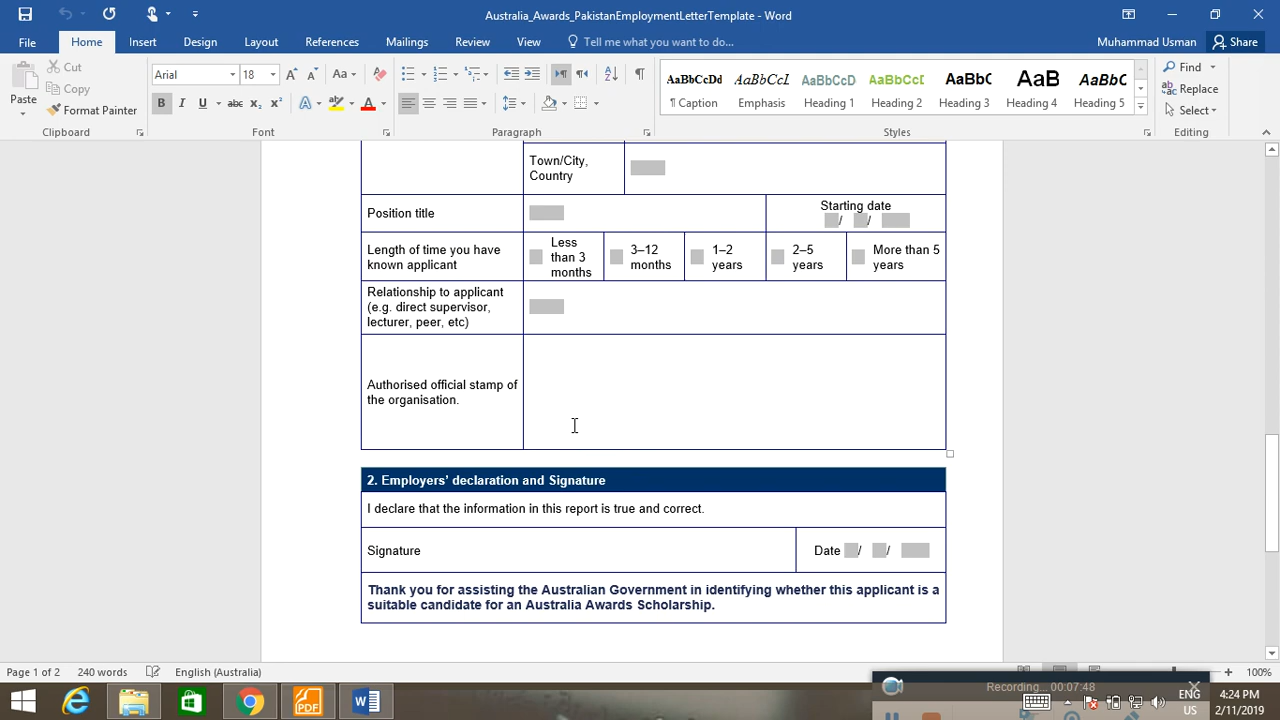 Australia_Awards_PakistanEmploymentLetterTemplate - Word
File Home Insert Design Layout References Mailings Review View Tell me what you want to do... Muhammad Usman Share
Paste
Cut
Copy
Format Painter
Clipboard
Arial 18
Font
Paragraph
AaBbCcDd AaBbCcL AaBbCcD AaBbCcI AaBbC AaB AaBbC
¶ Caption Emphasis Heading 1 Heading 2 Heading 3 Heading 4 Heading 5
Styles
Find
Replace
Select
Editing
Town/City,
Country
Position title
Starting date
/ /
Length of time you have
known applicant
Less
than 3
months
3–12
months
1–2
years
2–5
years
More than 5
years
Relationship to applicant
(e.g. direct supervisor,
lecturer, peer, etc)
Authorised official stamp of
the organisation.
2. Employers' declaration and Signature
I declare that the information in this report is true and correct.
Signature
Date / /
Thank you for assisting the Australian Government in identifying whether this applicant is a
suitable candidate for an Australia Awards Scholarship.
Page 1 of 2 240 words English (Australia) 100%
Recording... 00:07:48
ENG
US
4:24 PM
2/11/2019